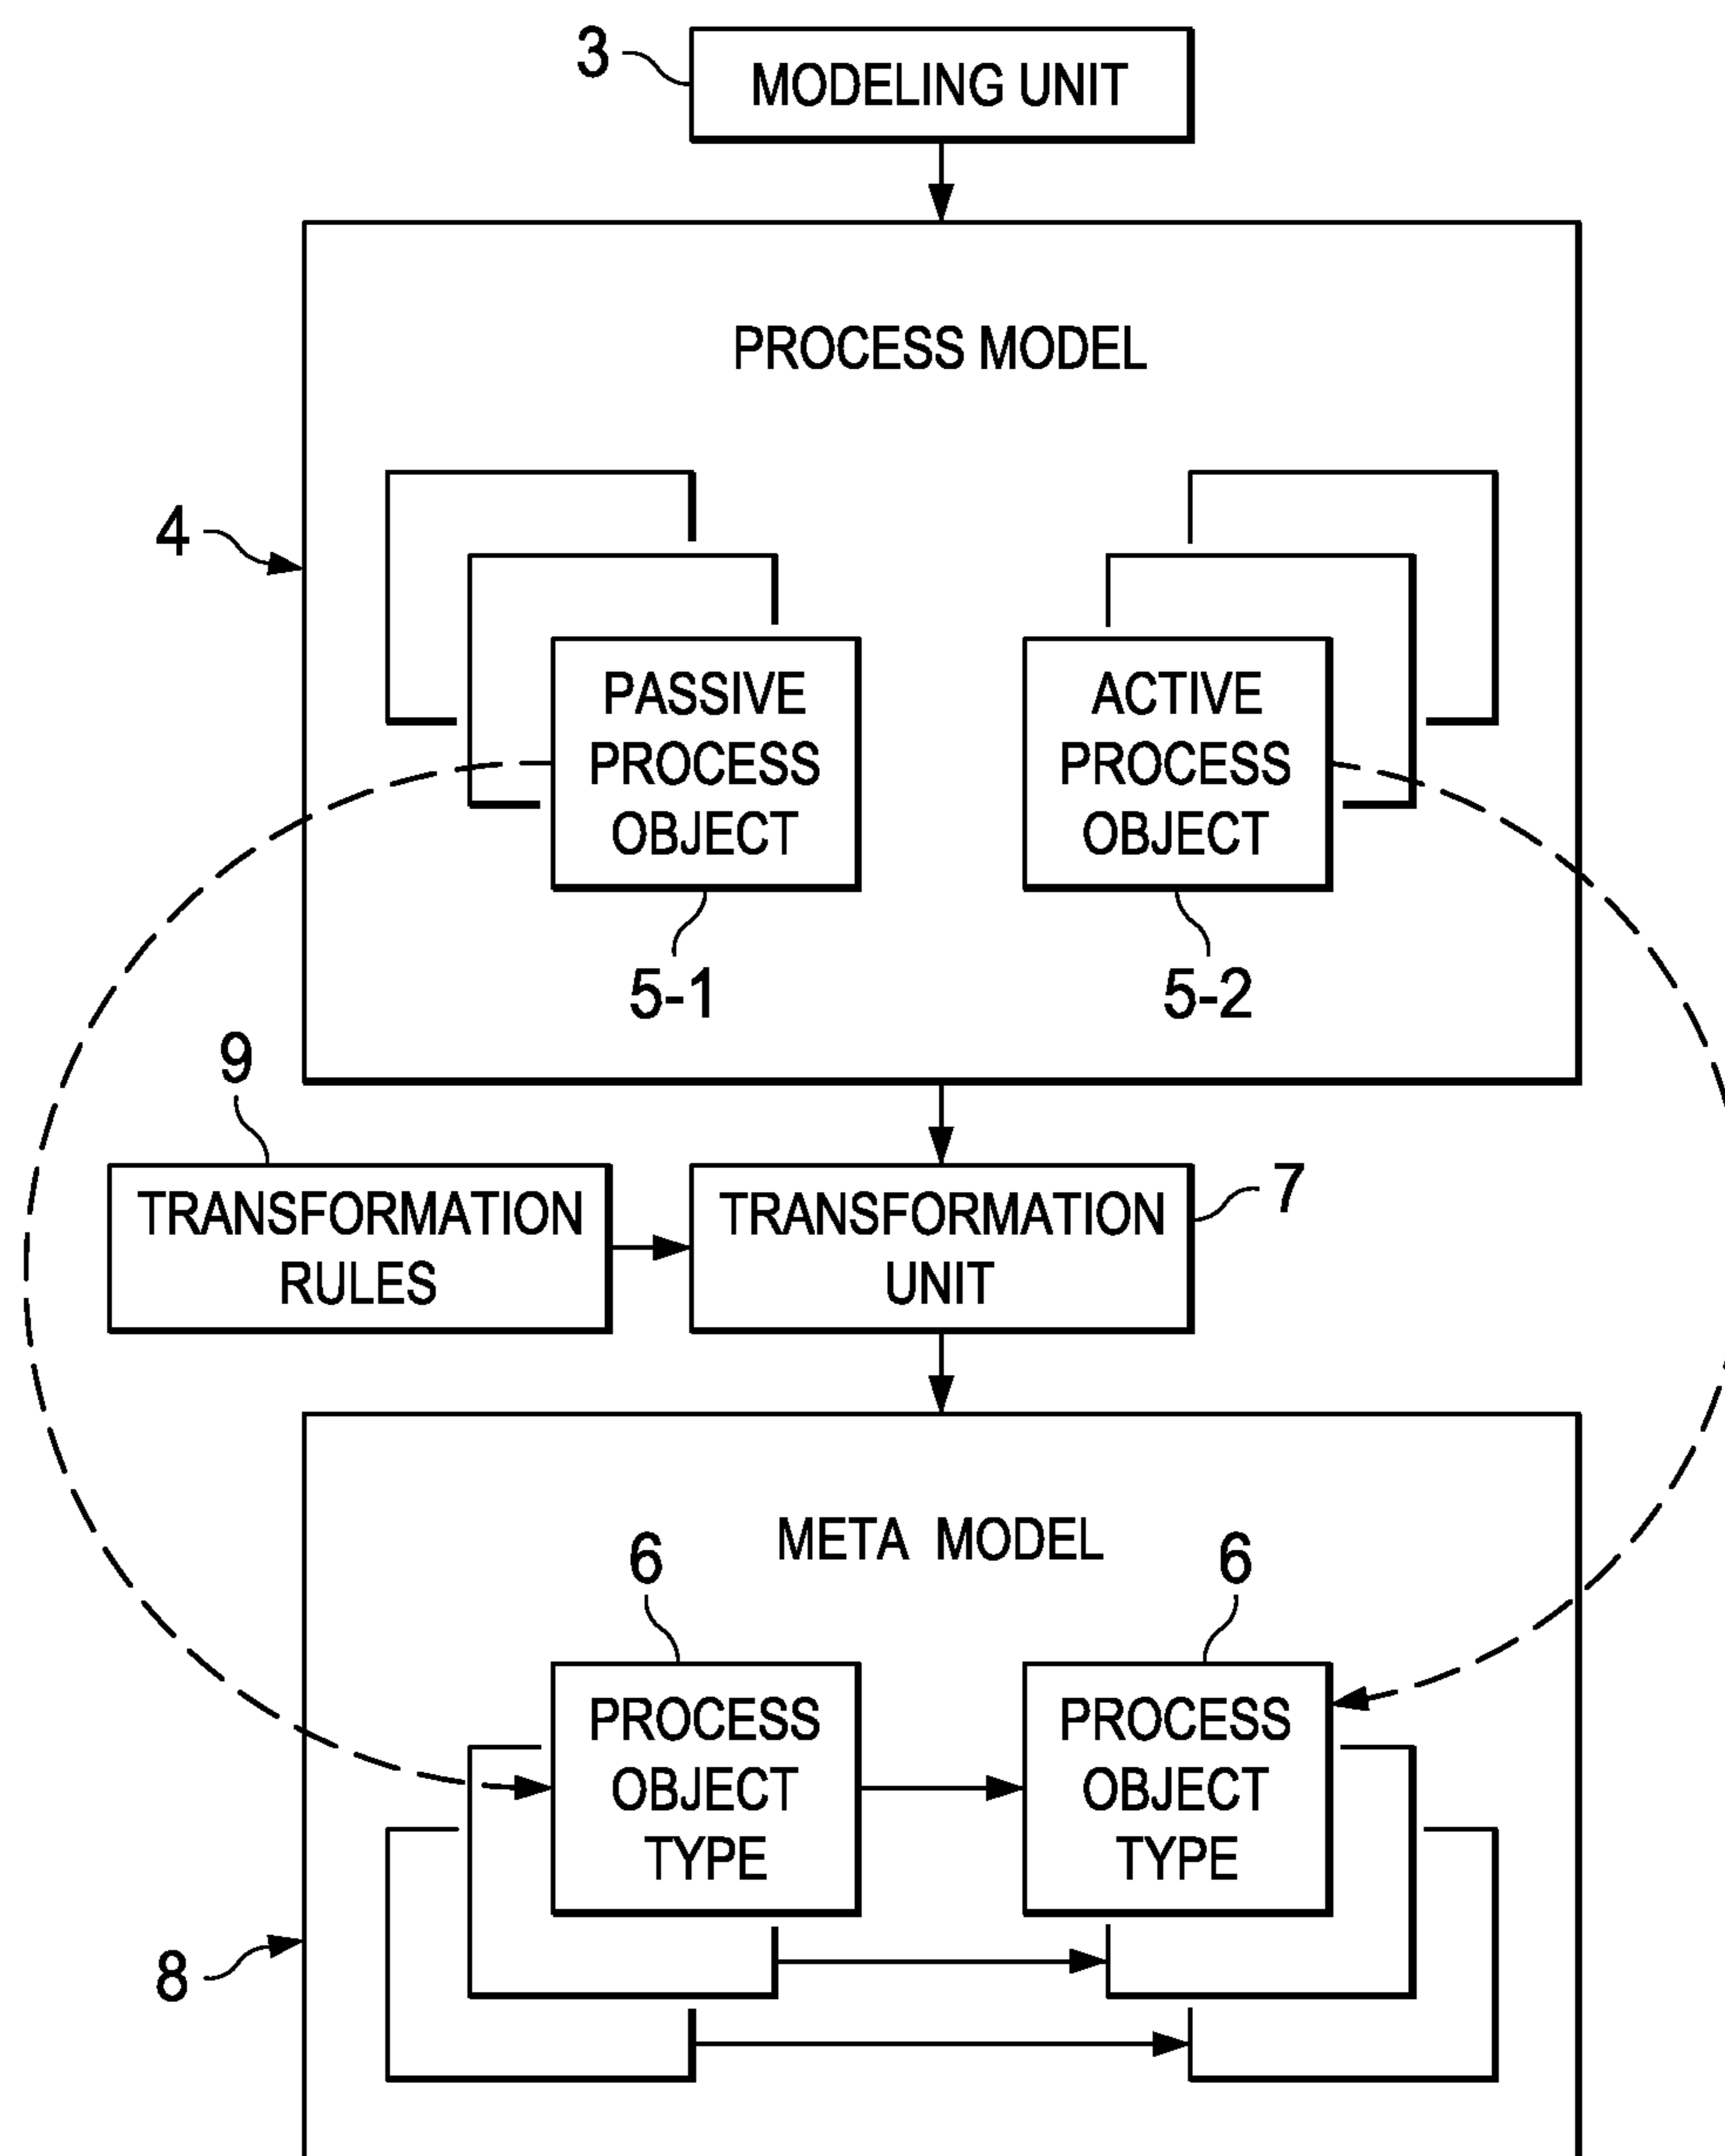 3
MODELING UNIT
PROCESS MODEL
4
PASSIVE
PROCESS
OBJECT
ACTIVE
PROCESS
OBJECT
5-1
5-2
9
TRANSFORMATION
RULES
TRANSFORMATION
UNIT
7
META MODEL
6
6
PROCESS
OBJECT
TYPE
PROCESS
OBJECT
TYPE
8